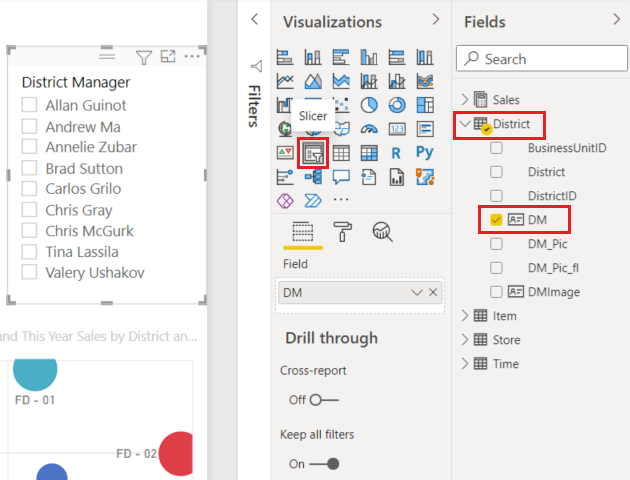 District Manager
Allan Guinot
Andrew Ma
Annelie Zubar
Brad Sutton
Carlos Grilo
Chris Gray
Chris McGurk
Tina Lassila
Valery Ushakov
and This Year Sales by District an...
FD - 01
FD - 02
Filters
Visualizations
Slicer
123
R
Py
Field
DM
Drill through
Cross-report
Off
Keep all filters
On
Fields
Search
Sales
District
BusinessUnitID
District
DistrictID
DM
DM_Pic
DM_Pic_fl
DMImage
Item
Store
Time